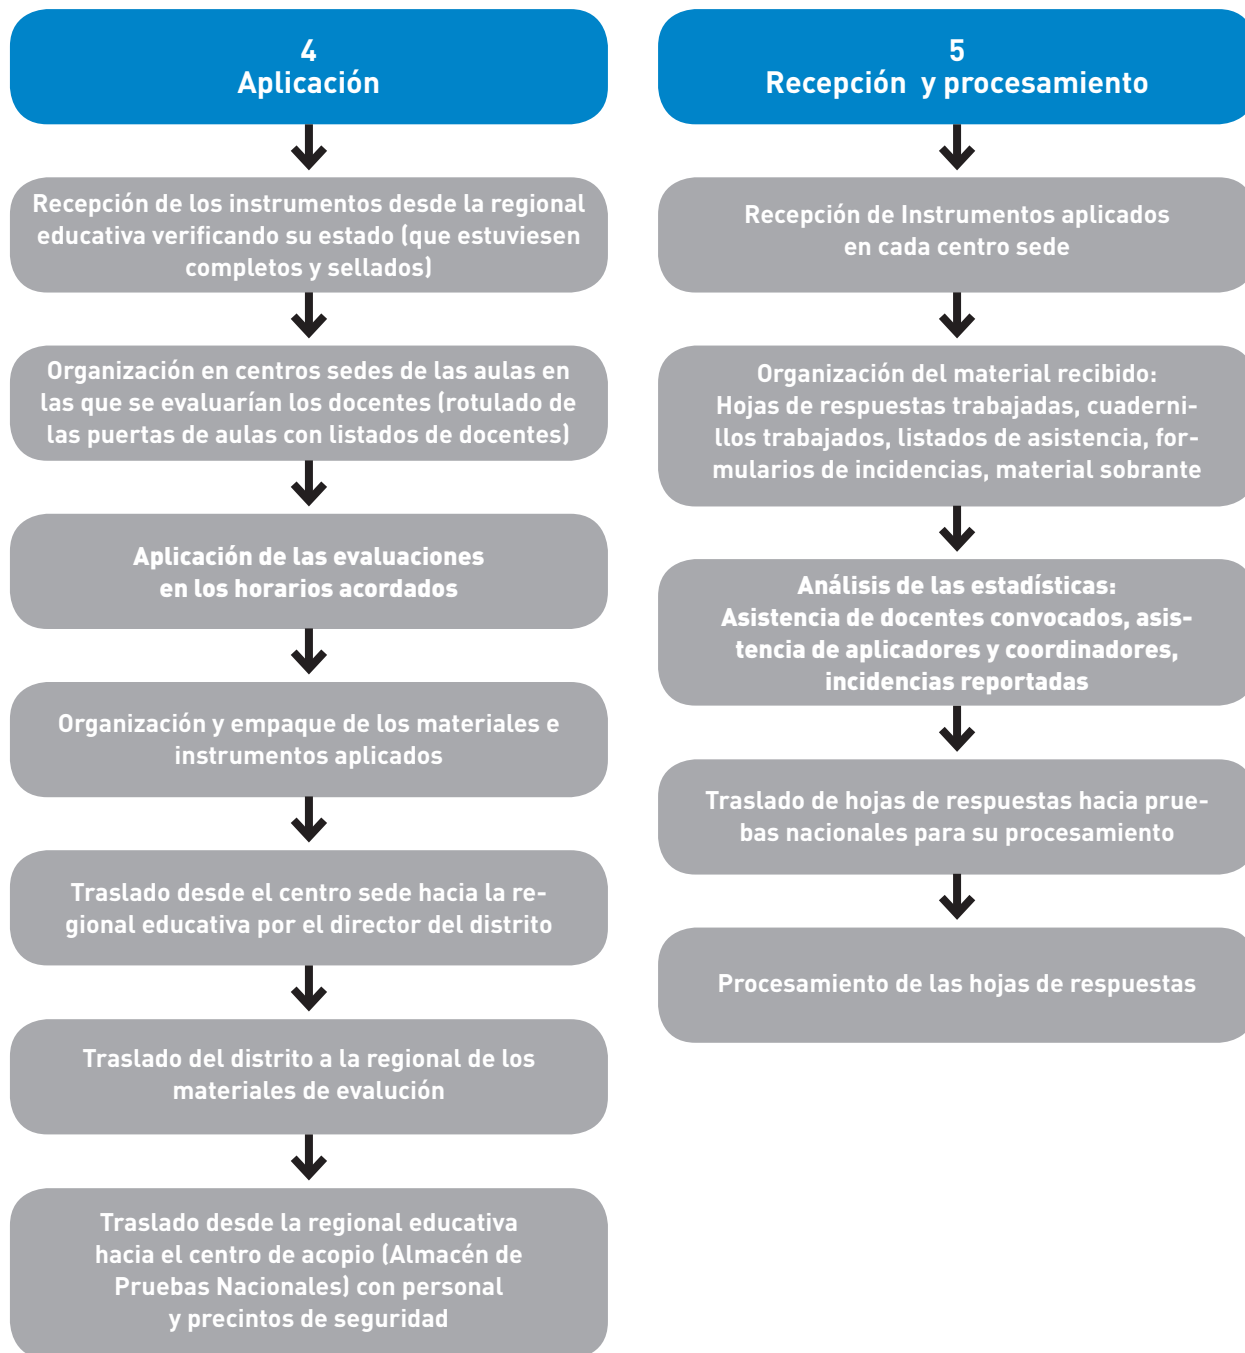 4
Aplicación
Recepción de los instrumentos desde la regional
educativa verificando su estado (que estuviesen
completos y sellados)
Organización en centros sedes de las aulas en
las que se evaluarían los docentes (rotulado de
las puertas de aulas con listados de docentes)
Aplicación de las evaluaciones
en los horarios acordados
Organización y empaque de los materiales e
instrumentos aplicados
Traslado desde el centro sede hacia la re-
gional educativa por el director del distrito
Traslado del distrito a la regional de los
materiales de evalución
Traslado desde la regional educativa
hacia el centro de acopio (Almacén de
Pruebas Nacionales) con personal
y precintos de seguridad
5
Recepción y procesamiento
Recepción de Instrumentos aplicados
en cada centro sede
Organización del material recibido:
Hojas de respuestas trabajadas, cuaderni-
llos trabajados, listados de asistencia, for-
mularios de incidencias, material sobrante
Análisis de las estadísticas:
Asistencia de docentes convocados, asis-
tencia de aplicadores y coordinadores,
incidencias reportadas
Traslado de hojas de respuestas hacia prue-
bas nacionales para su procesamiento
Procesamiento de las hojas de respuestas